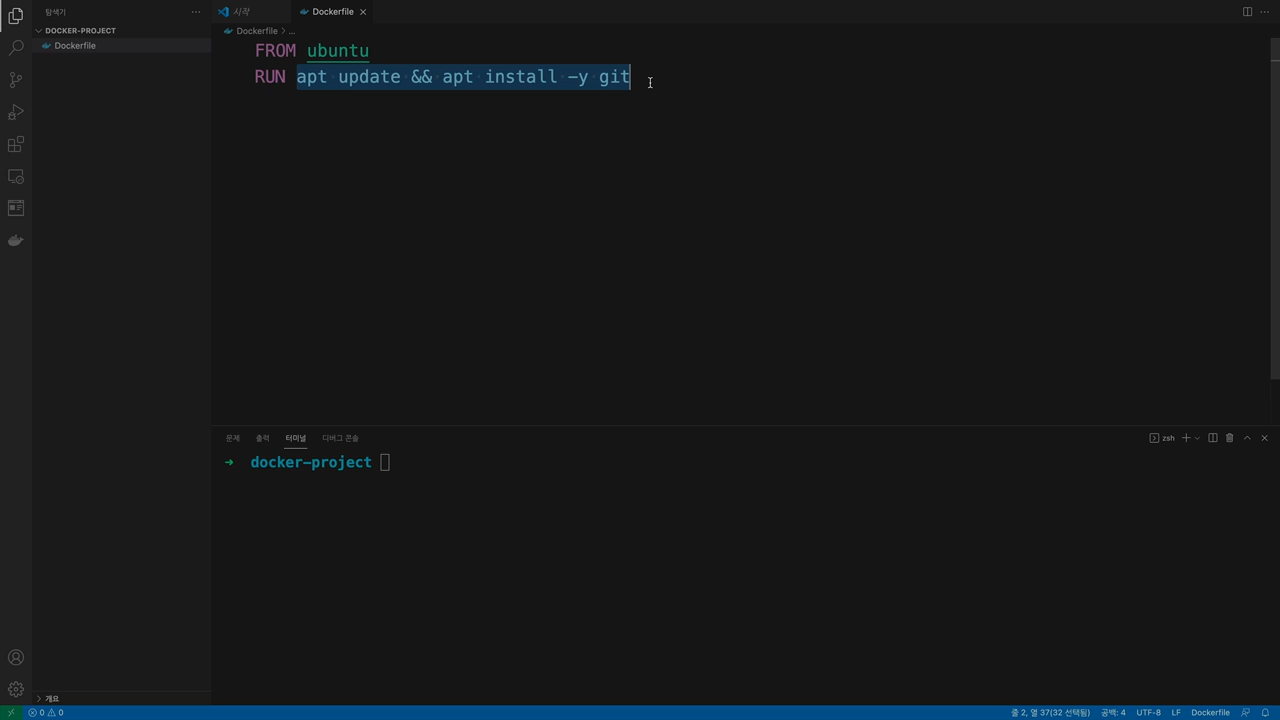 탐색기
시작
Dockerfile
DOCKER-PROJECT
Dockerfile > ...
Dockerfile
FROM ubuntu
RUN apt update && apt install -y git
문제 출력 터미널 디버그 콘솔
zsh
→ docker-project
개요
0 0
줄 2, 열 37(32 선택됨) 공백: 4 UTF-8 LF Dockerfile